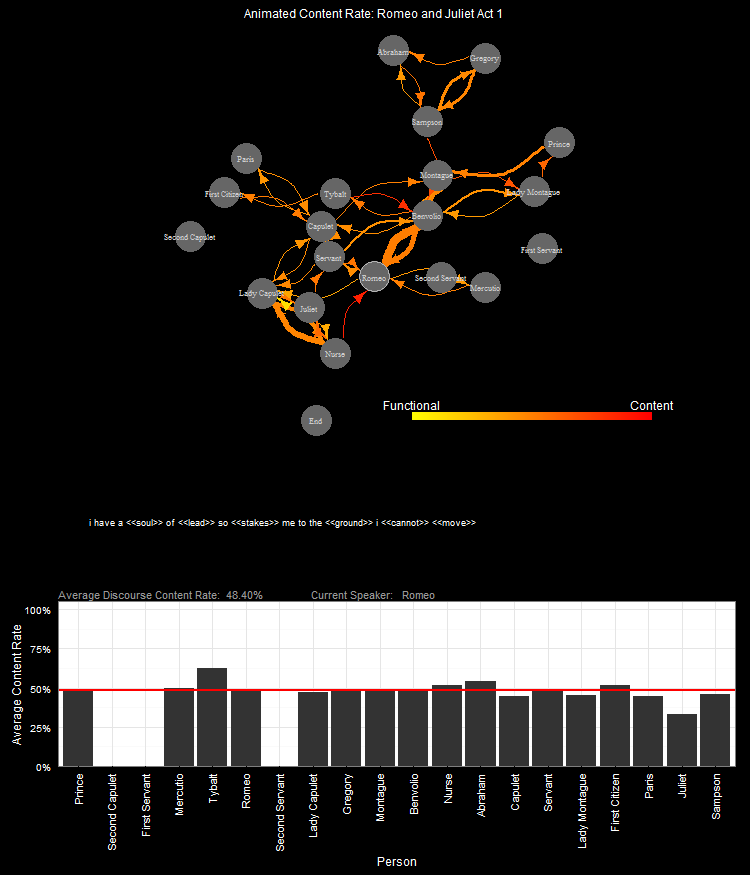 Animated Content Rate: Romeo and Juliet Act 1
Abraham
Gregory
Sampson
Prince
Paris
Montague
First Citizen
Tybalt
Lady Montague
Benvolio
Capulet
Second Capulet
First Servant
Servant
Romeo
Second Servant
Mercutio
Lady Capulet
Juliet
Nurse
Functional Content
End
i have a <<soul>> of <<lead>> so <<stakes>> me to the <<ground>> i <<cannot>> <<move>>
Average Discourse Content Rate: 48.40% Current Speaker: Romeo
100%
75%
50%
25%
0%
Average Content Rate
Prince
Second Capulet
First Servant
Mercutio
Tybalt
Romeo
Second Servant
Lady Capulet
Gregory
Montague
Benvolio
Nurse
Abraham
Capulet
Servant
Lady Montague
First Citizen
Paris
Juliet
Sampson
Person